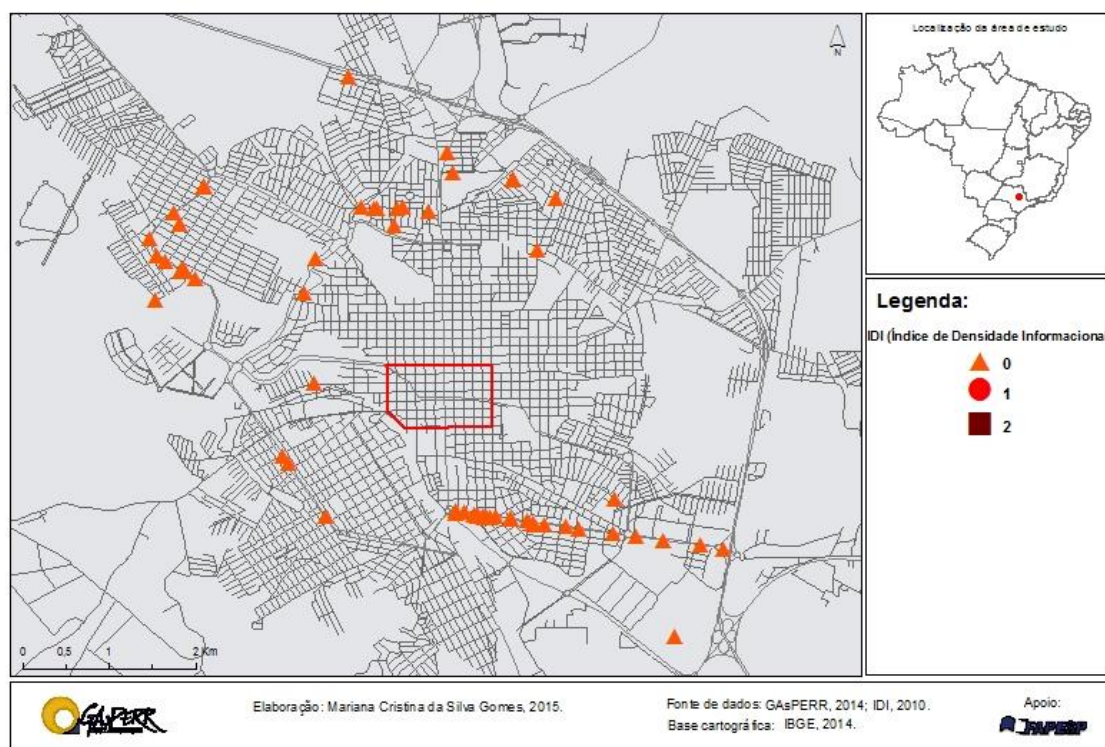 Localização da área de estudo
N
Legenda:
IDI (Índice de Densidade Informacional
0
1
2
0 0,5 1 2 Km
GAsPERR
Elaboração: Mariana Cristina da Silva Gomes, 2015.
Fonte de dados: GAsPERR, 2014; IDI, 2010.
Base cartográfica: IBGE, 2014.
Apoio:
FAPESP